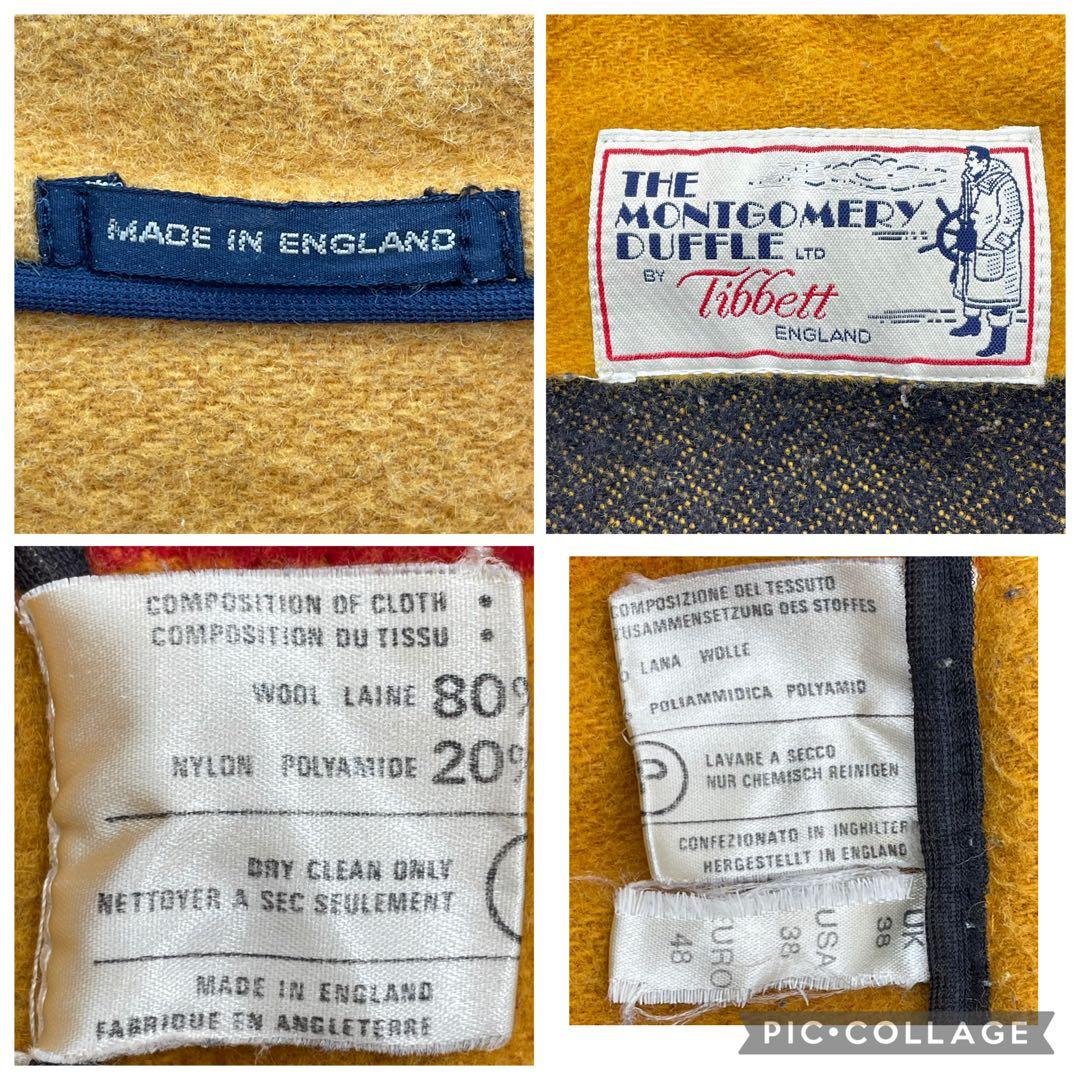 MADE IN ENGLAND
THE
MONTGOMERY
DUFFLE LTD
BY Tibbett
ENGLAND
COMPOSITION OF CLOTH :
COMPOSITION DU TISSU :
WOOL LAINE 80%
NYLON POLYAMIDE 20%
DRY CLEAN ONLY
NETTOYER A SEC SEULEMENT
MADE IN ENGLAND
FABRIQUE EN ANGLETERRE
COMPOSIZIONE DEL TESSUTO
ZUSAMMENSETZUNG DES STOFFES
LANA WOLLE
POLIAMMIDICA POLYAMID
LAVARE A SECCO
NUR CHEMISCH REINIGEN
CONFEZIONATO IN INGHILTER
HERGESTELLT IN ENGLAND
UK 38
USA 38
EURO 48
PIC•COLLAGE